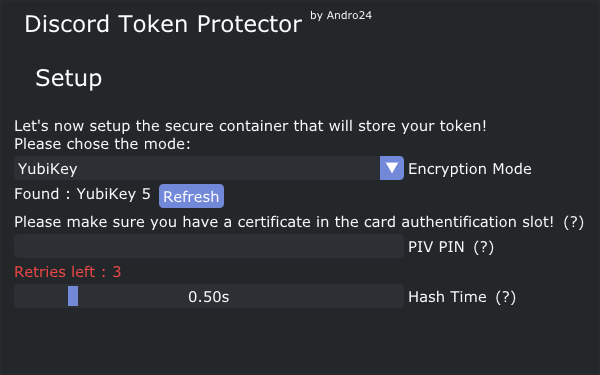 Discord Token Protector by Andro24
Setup
Let's now setup the secure container that will store your token!
Please chose the mode:
YubiKey Encryption Mode
Found : YubiKey 5 Refresh
Please make sure you have a certificate in the card authentification slot! (?)
PIV PIN (?)
Retries left : 3
0.50s Hash Time (?)